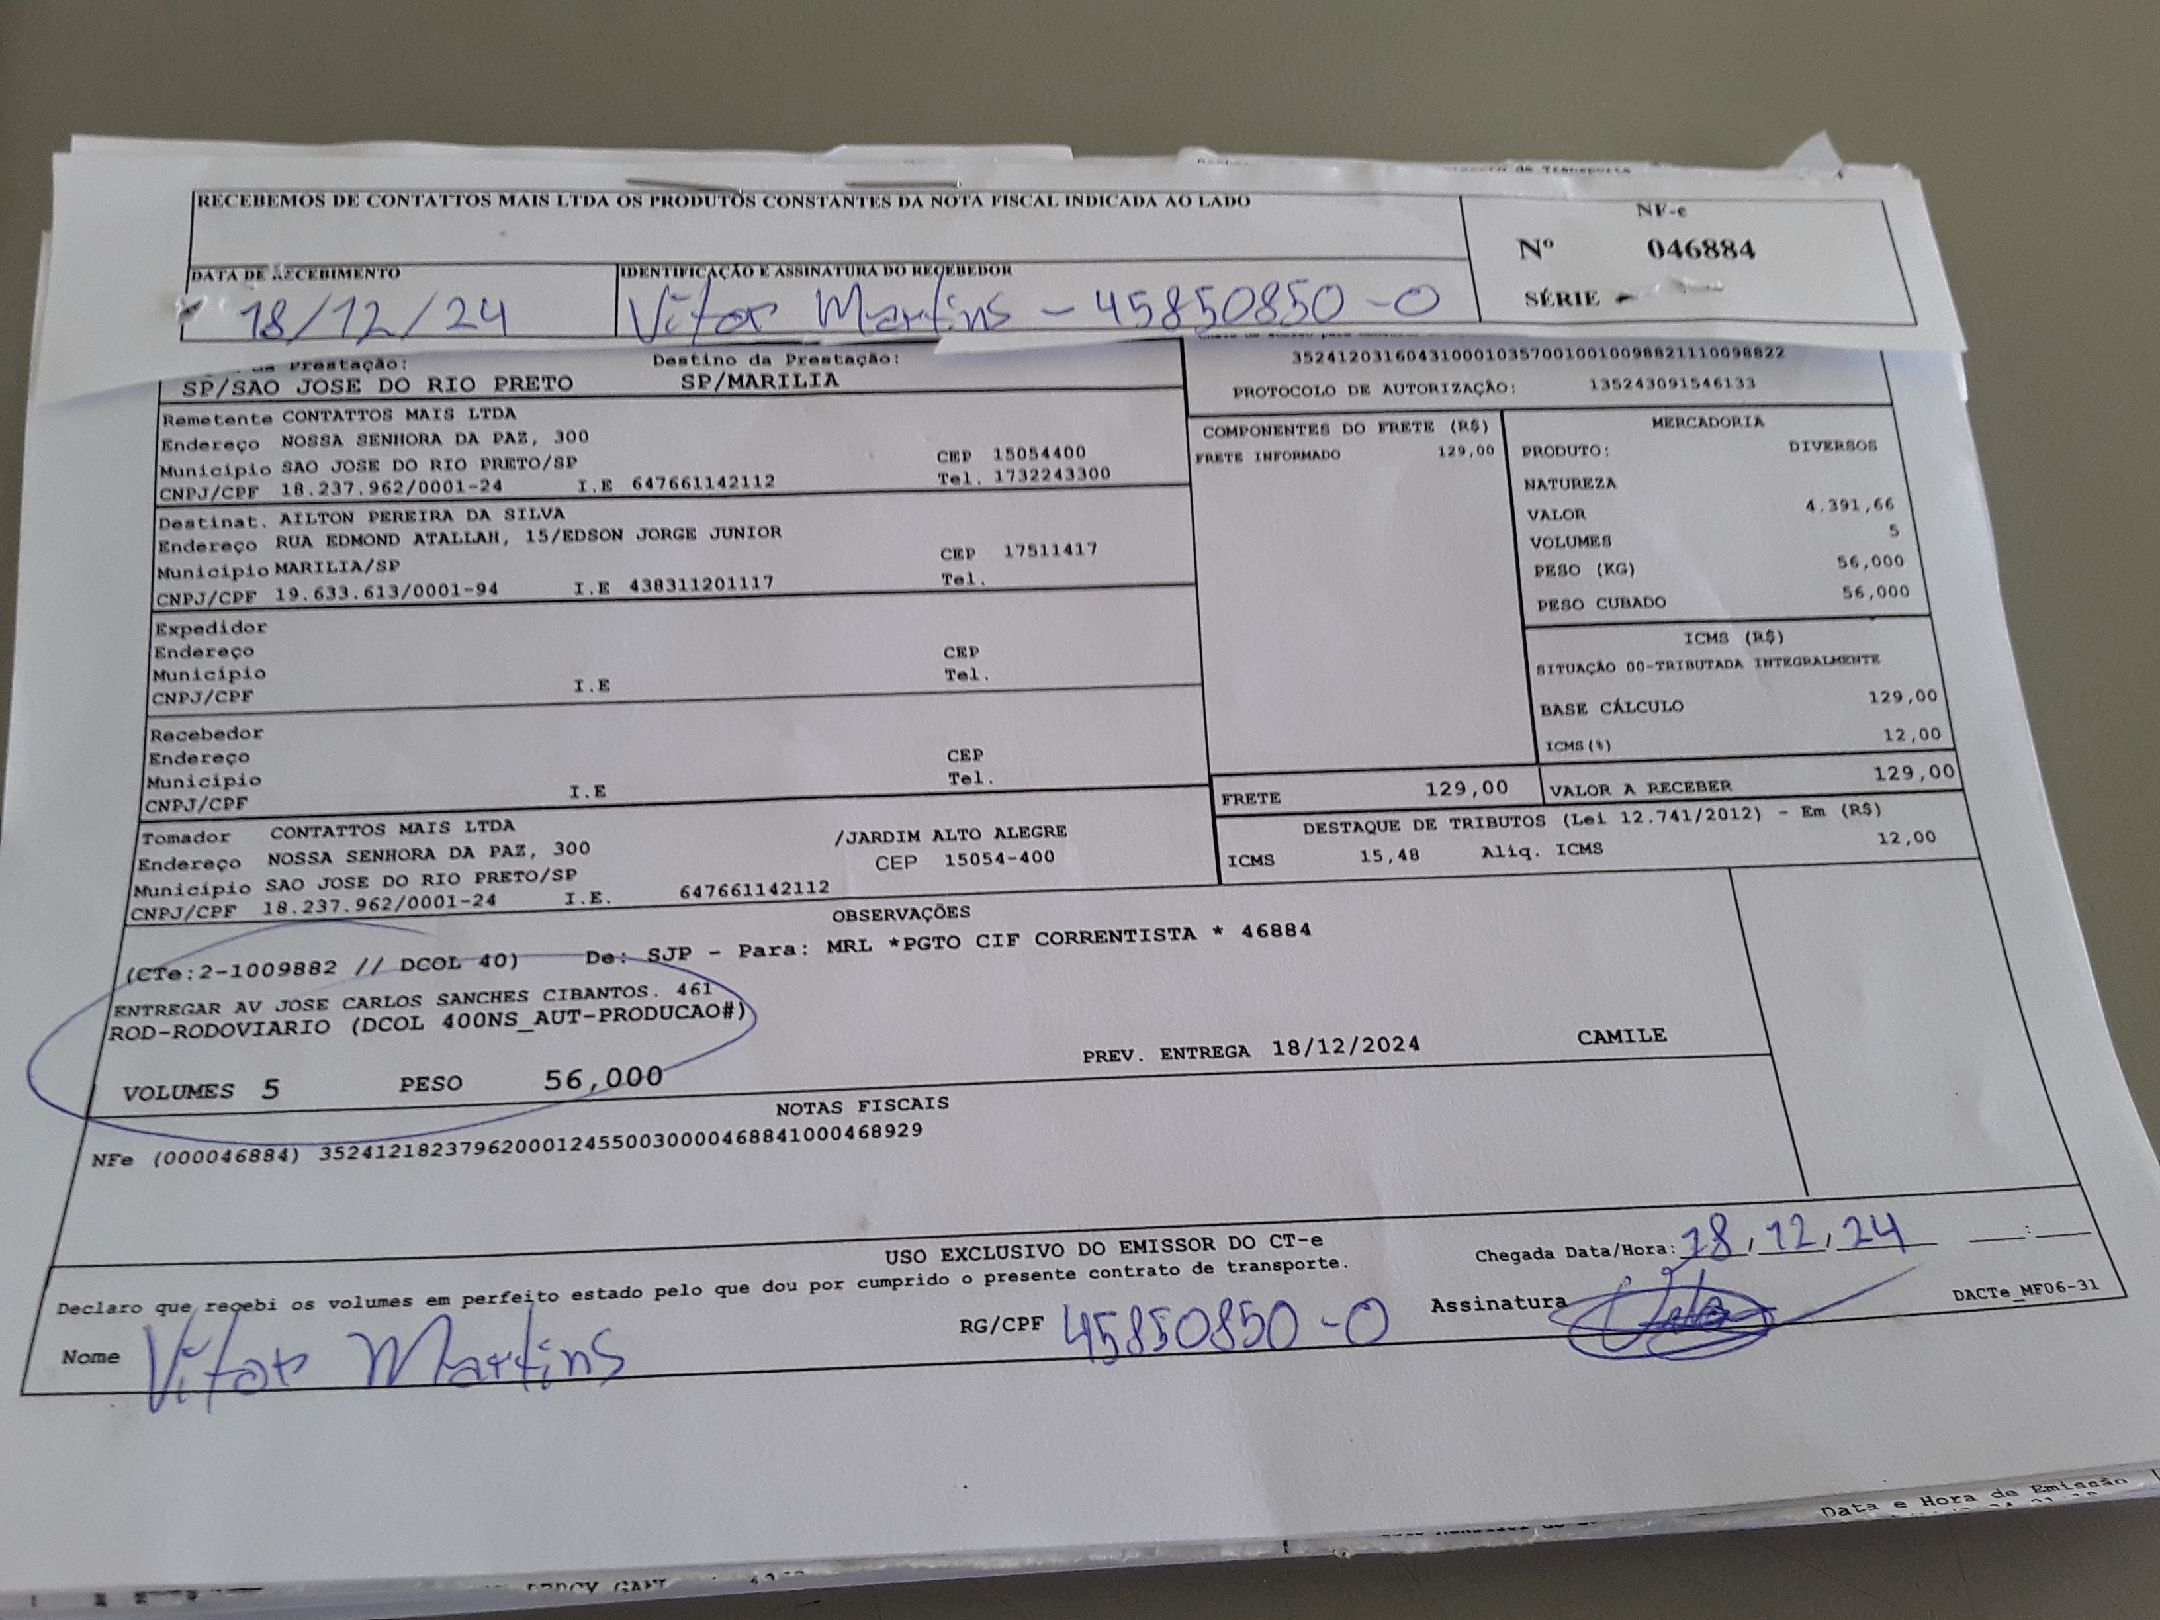 RECEBEMOS DE CONTATTOS MAIS LTDA OS PRODUTOS CONSTANTES DA NOTA FISCAL INDICADA AO LADO
NF-e
Nº 046884
SÉRIE
DATA DE RECEBIMENTO
18/12/24
IDENTIFICAÇÃO E ASSINATURA DO RECEBEDOR
Vitor Martins - 45850850-0
Prestação: Destino da Prestação:
SP/SAO JOSE DO RIO PRETO SP/MARILIA
35241203160431000103570010010098821110098822
PROTOCOLO DE AUTORIZAÇÃO: 135243091546133
Remetente CONTATTOS MAIS LTDA
Endereço NOSSA SENHORA DA PAZ, 300
Município SAO JOSE DO RIO PRETO/SP CEP 15054400
CNPJ/CPF 18.237.962/0001-24 I.E 647661142112 Tel. 1732243300
Destinat. AILTON PEREIRA DA SILVA
Endereço RUA EDMOND ATALLAH, 15/EDSON JORGE JUNIOR
Município MARILIA/SP CEP 17511417
CNPJ/CPF 19.633.613/0001-94 I.E 438311201117 Tel.
Expedidor
Endereço CEP
Município Tel.
CNPJ/CPF I.E
Recebedor
Endereço CEP
Município Tel.
CNPJ/CPF I.E
Tomador CONTATTOS MAIS LTDA
Endereço NOSSA SENHORA DA PAZ, 300 /JARDIM ALTO ALEGRE
Município SAO JOSE DO RIO PRETO/SP CEP 15054-400
CNPJ/CPF 18.237.962/0001-24 I.E. 647661142112
COMPONENTES DO FRETE (R$)
FRETE INFORMADO 129,00
MERCADORIA
PRODUTO: DIVERSOS
NATUREZA
VALOR 4.391,66
VOLUMES 5
PESO (KG) 56,000
PESO CUBADO 56,000
ICMS (R$)
SITUAÇÃO 00-TRIBUTADA INTEGRALMENTE
BASE CÁLCULO 129,00
ICMS(%) 12,00
FRETE 129,00 VALOR A RECEBER 129,00
DESTAQUE DE TRIBUTOS (Lei 12.741/2012) - Em (R$)
ICMS 15,48 Aliq. ICMS 12,00
OBSERVAÇÕES
(CTe:2-1009882 // DCOL 40) De: SJP - Para: MRL *PGTO CIF CORRENTISTA * 46884
ENTREGAR AV JOSE CARLOS SANCHES CIBANTOS. 461
ROD-RODOVIARIO (DCOL 400NS_AUT-PRODUCAO#)
VOLUMES 5 PESO 56,000 PREV. ENTREGA 18/12/2024 CAMILE
NOTAS FISCAIS
NFe (000046884) 35241218237962000124550030000468841000468929
USO EXCLUSIVO DO EMISSOR DO CT-e
Declaro que recebi os volumes em perfeito estado pelo que dou por cumprido o presente contrato de transporte.
Chegada Data/Hora: 18, 12, 24 :
Nome Vitor Martins RG/CPF 45850850-0 Assinatura
DACTe_MF06-31
Data e Hora de Emissão